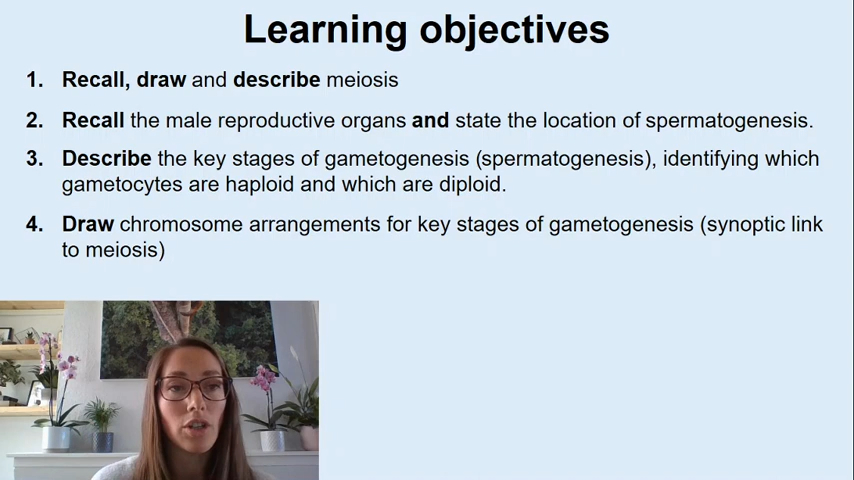 Learning objectives
1. Recall, draw and describe meiosis
2. Recall the male reproductive organs and state the location of spermatogenesis.
3. Describe the key stages of gametogenesis (spermatogenesis), identifying which
gametocytes are haploid and which are diploid.
4. Draw chromosome arrangements for key stages of gametogenesis (synoptic link
to meiosis)